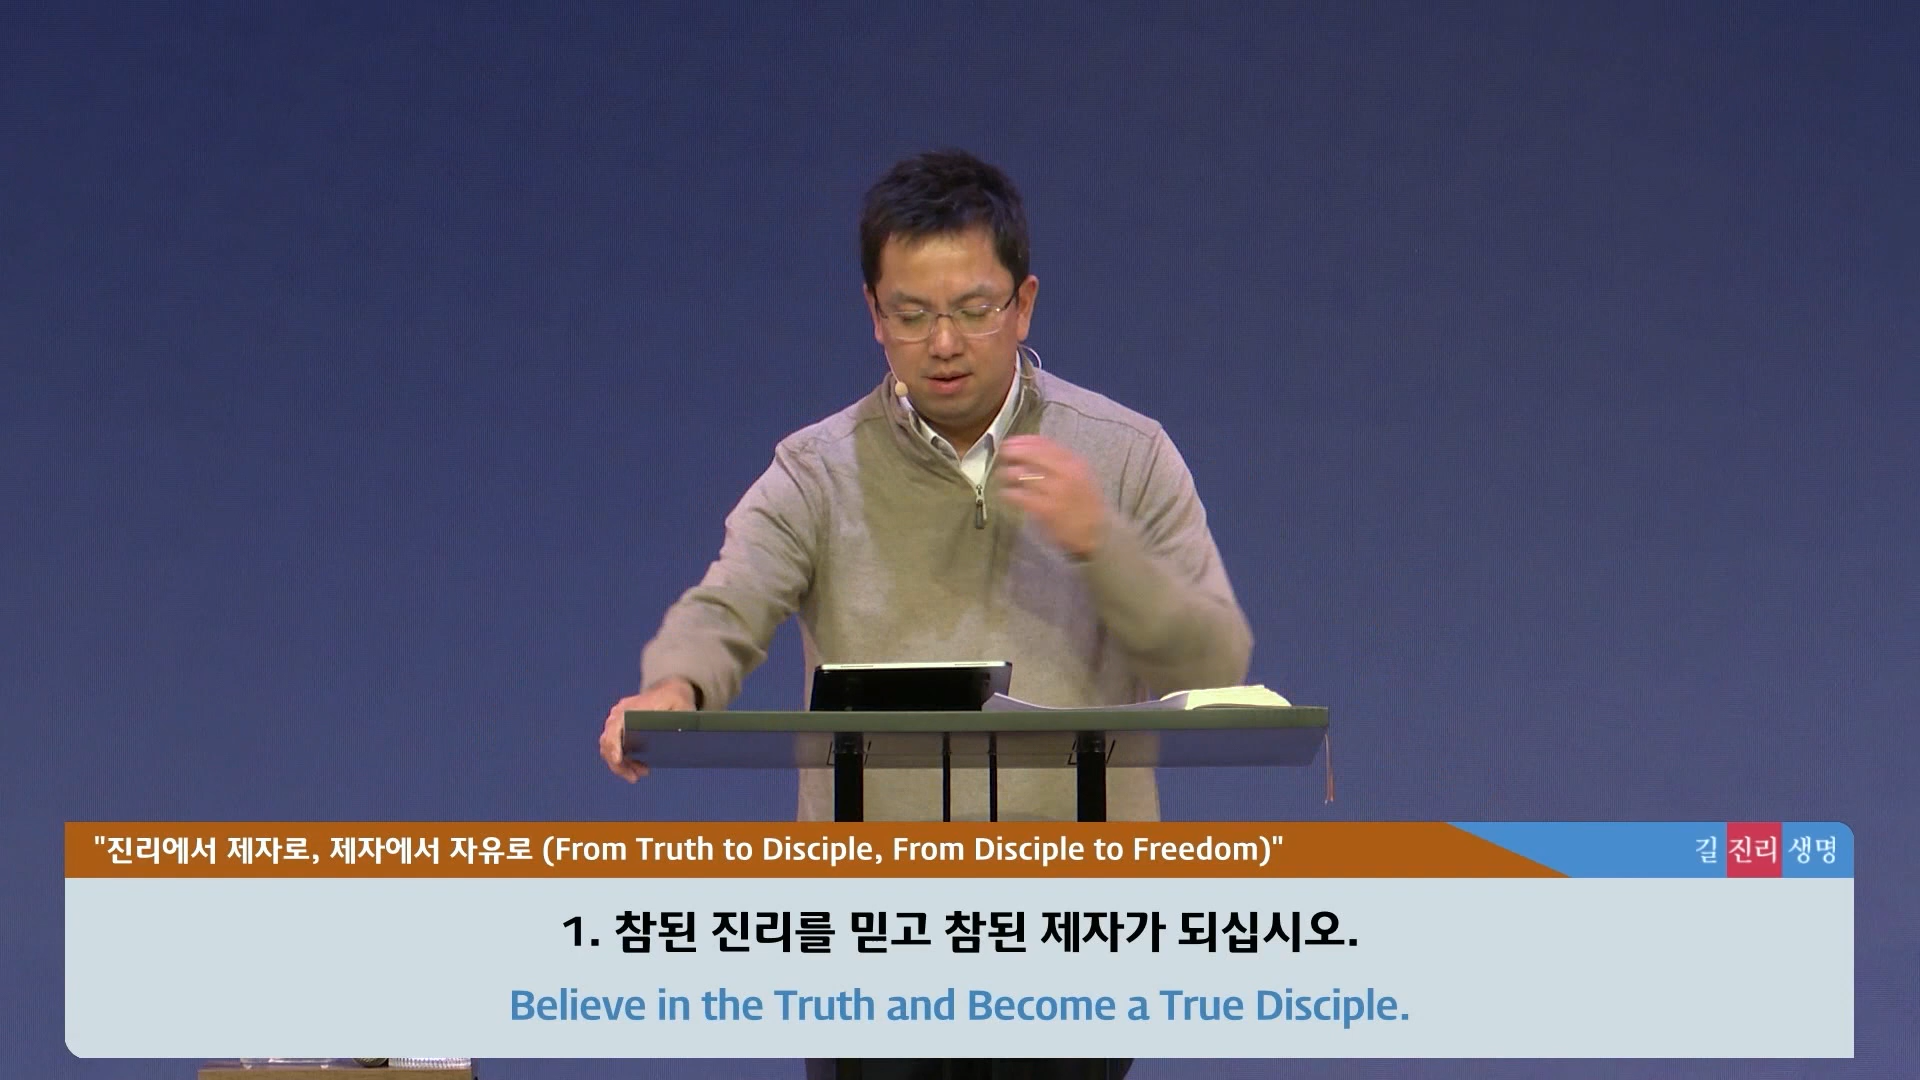 "진리에서 제자로, 제자에서 자유로 (From Truth to Disciple, From Disciple to Freedom)"
길 진리 생명
1. 참된 진리를 믿고 참된 제자가 되십시오.
Believe in the Truth and Become a True Disciple.